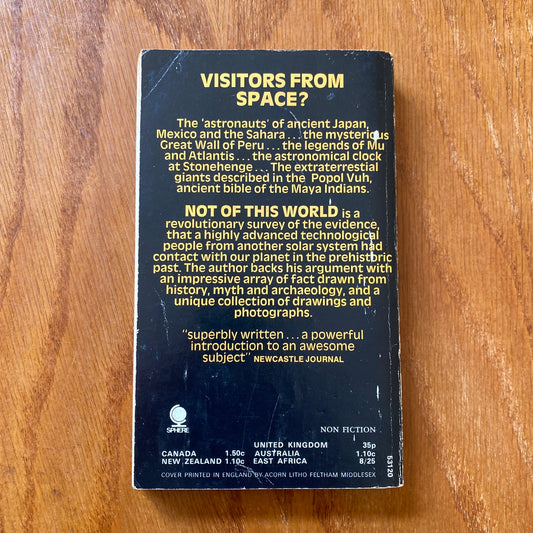 VISITORS FROM
SPACE?
The 'astronauts' of ancient Japan,
Mexico and the Sahara...the mysterious
Great Wall of Peru...the legends of Mu
and Atlantis...the astronomical clock
at Stonehenge...The extraterrestial
giants described in the Popol Vuh,
ancient bible of the Maya Indians.
NOT OF THIS WORLD is a
revolutionary survey of the evidence,
that a highly advanced technological
people from another solar system had
contact with our planet in the prehistoric
past. The author backs his argument with
an impressive array of fact drawn from
history, myth and archaeology, and a
unique collection of drawings and
photographs.
"superbly written...a powerful
introduction to an awesome
subject" NEWCASTLE JOURNAL
SPHERE
NON FICTION
UNITED KINGDOM 35p
CANADA 1.50c AUSTRALIA 1.10c
NEW ZEALAND 1.10c EAST AFRICA 8/25
COVER PRINTED IN ENGLAND BY ACORN LITHO FELTHAM MIDDLESEX
53120